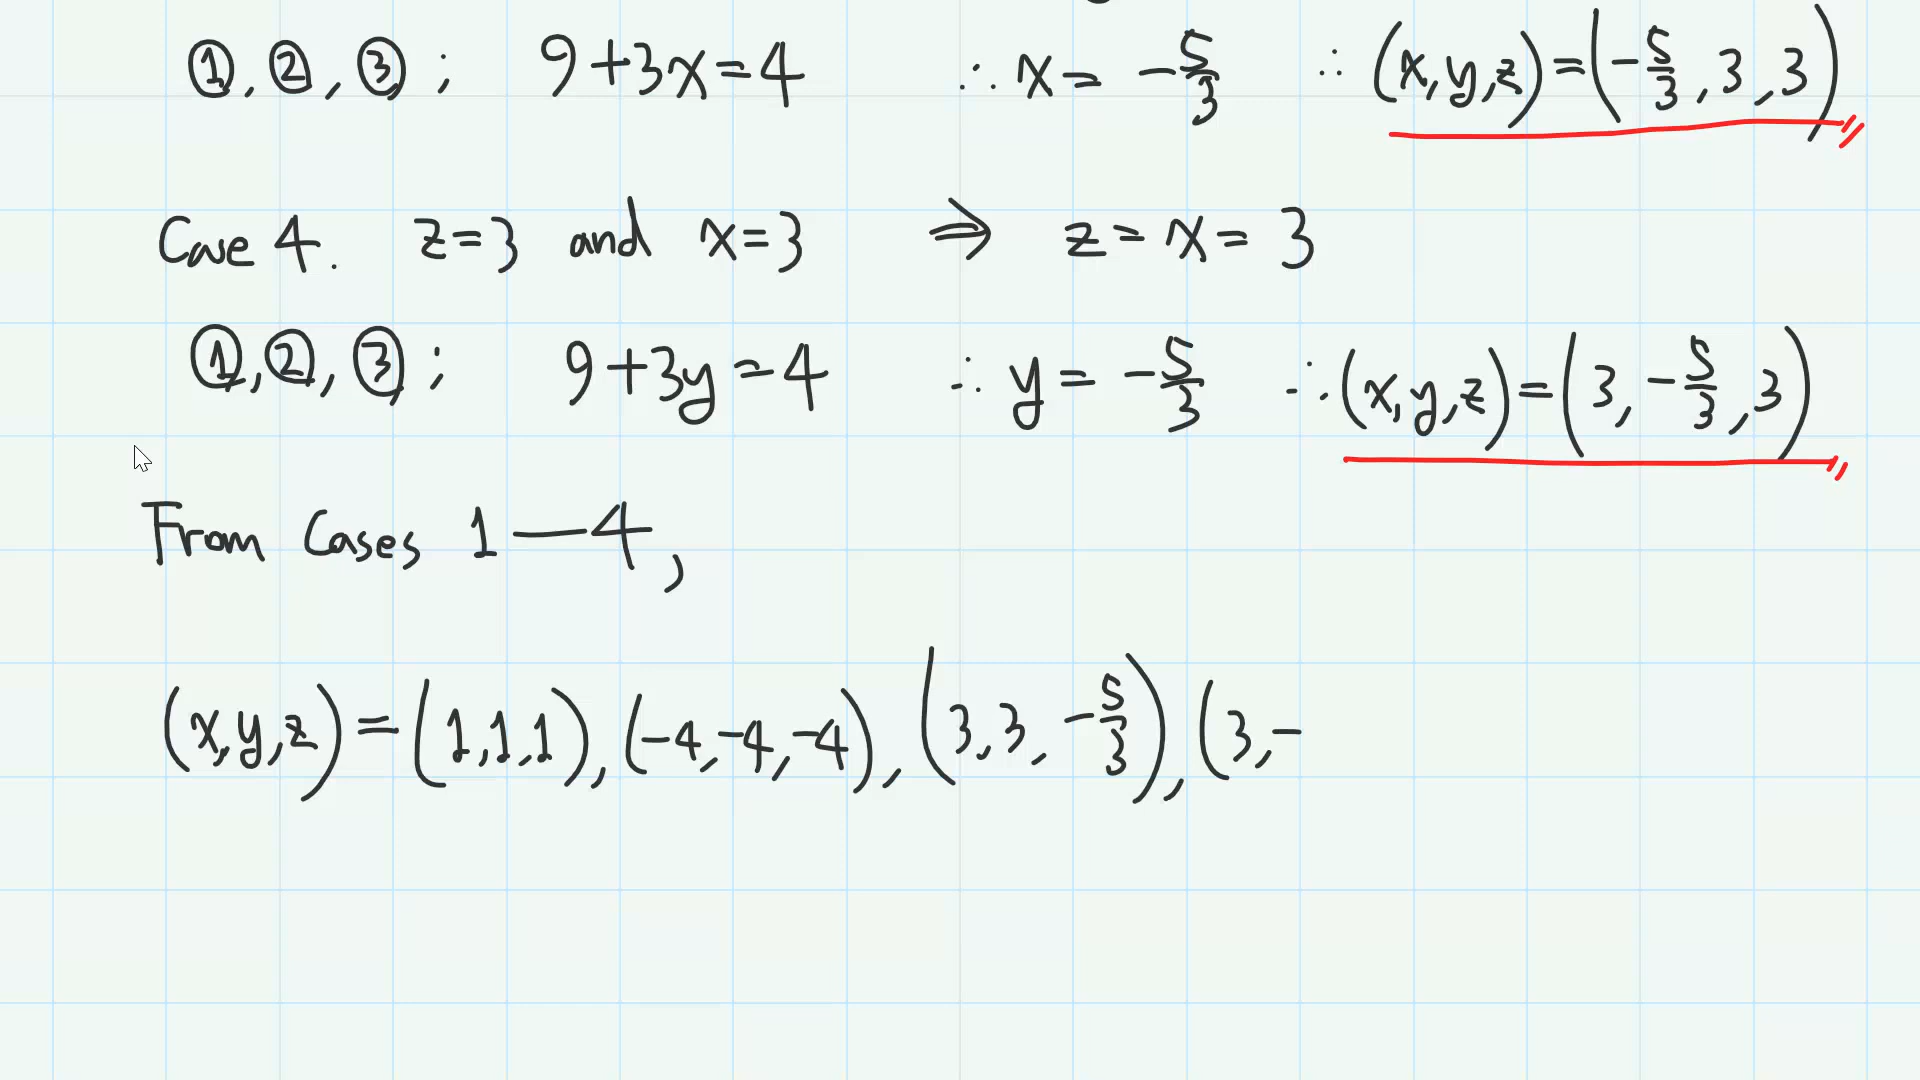 ①, ②, ③ ; 9+3x=4 ∴ x= -5/3 ∴ (x,y,z)=(-5/3, 3, 3)
Case 4. z=3 and x=3 ⇒ z=x=3
①, ②, ③ ; 9+3y=4 ∴ y= -5/3 ∴ (x,y,z)=(3, -5/3, 3)
From Cases 1—4,
(x,y,z)=(1,1,1), (-4,-4,-4), (3,3,-5/3), (3,-